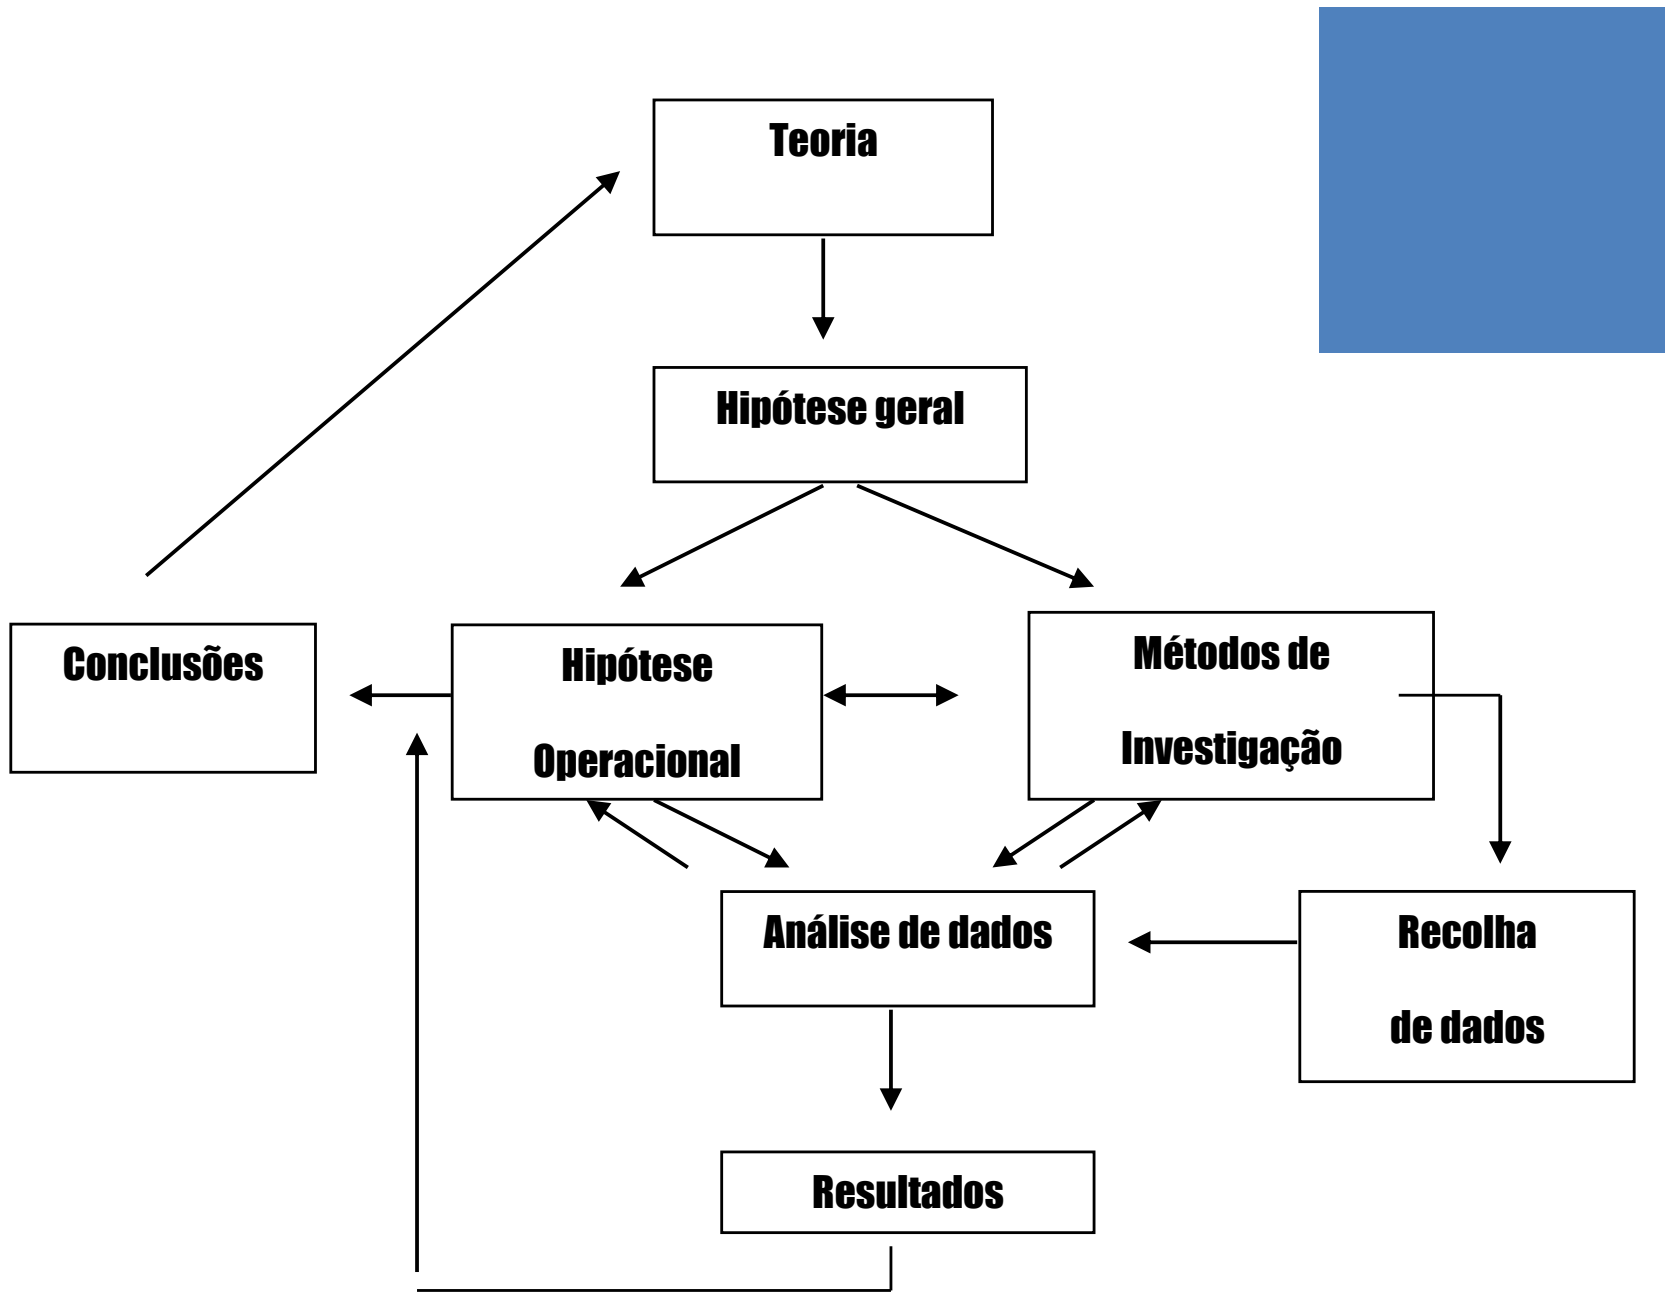 Teoria
Hipótese geral
Conclusões
Hipótese
Operacional
Métodos de
Investigação
Análise de dados
Recolha
de dados
Resultados